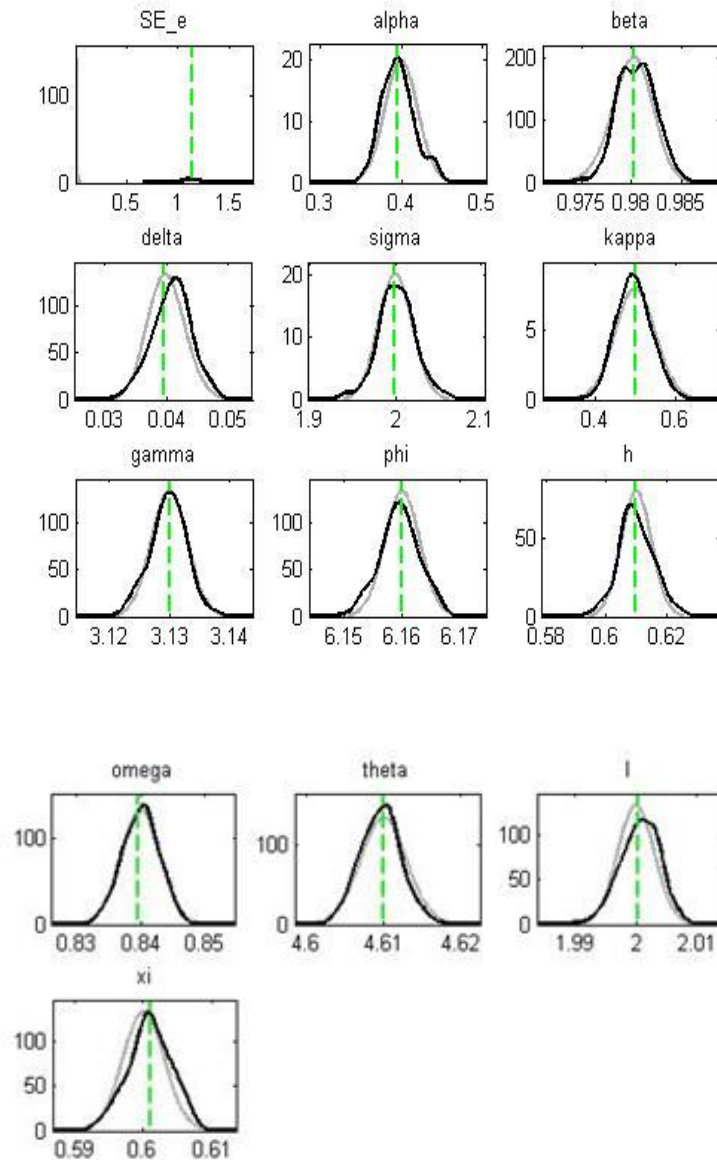 SE_e alpha beta
100
0
0.5 1 1.5
20
10
0
0.3 0.4 0.5
200
100
0
0.975 0.98 0.985
delta sigma kappa
100
50
0
0.03 0.04 0.05
20
10
0
1.9 2 2.1
5
0
0.4 0.6
gamma phi h
100
50
0
3.12 3.13 3.14
100
50
0
6.15 6.16 6.17
50
0
0.58 0.6 0.62
omega theta l
100
0
0.83 0.84 0.85
100
50
0
4.6 4.61 4.62
100
50
0
1.99 2 2.01
xi
100
50
0
0.59 0.6 0.61